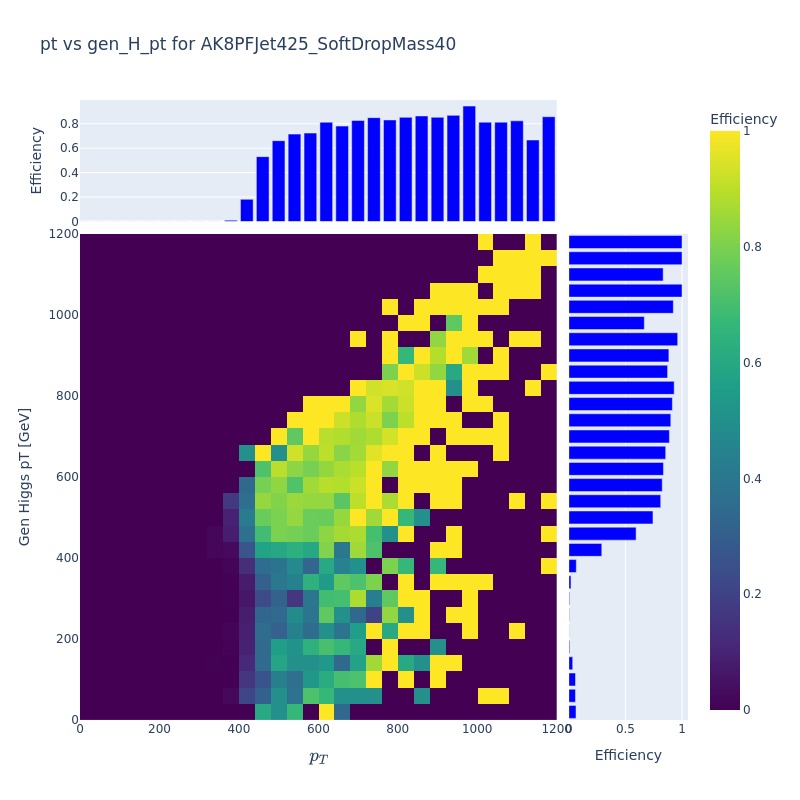 pt vs gen_H_pt for AK8PFJet425_SoftDropMass40
Efficiency
0.8
0.6
0.4
0.2
0
Gen Higgs pT [GeV]
1200
1000
800
600
400
200
0
0 200 400 600 800 1000 1200
p_T
0 0.5 1
Efficiency
Efficiency
1
0.8
0.6
0.4
0.2
0